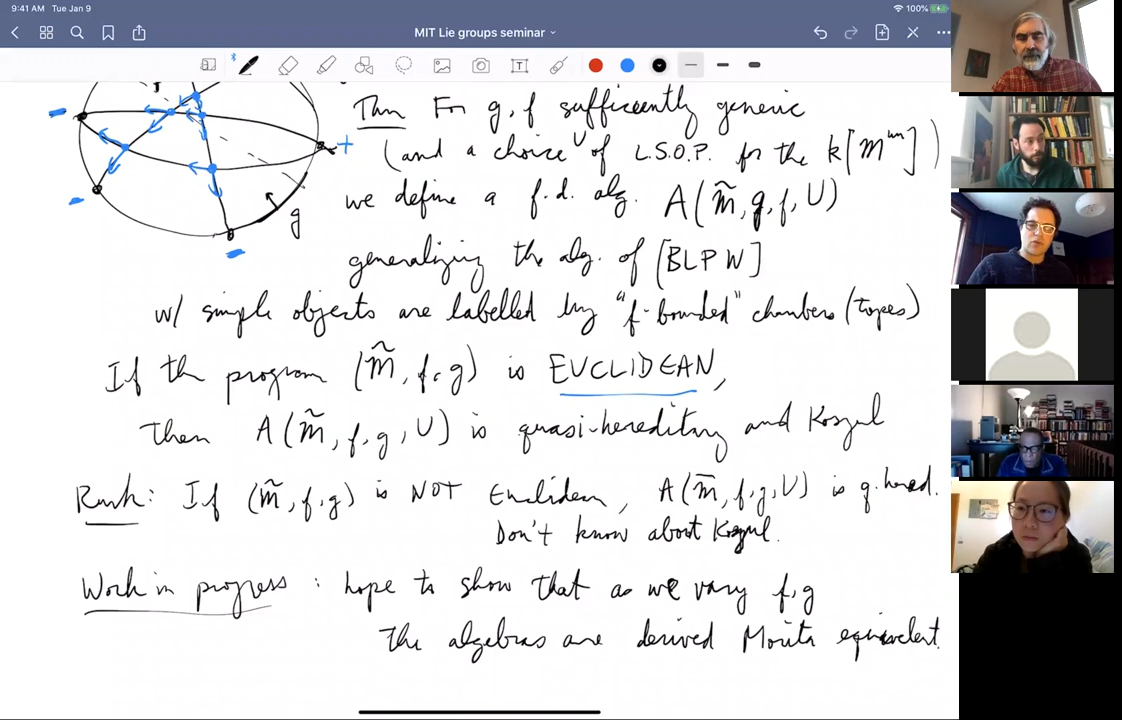 9:41 AM Tue Jan 9
100%
MIT Lie groups seminar
Thm For g, f sufficiently generic
(and a choice U of L.S.O.P. for the k[m^un])
we define a f.d. alg. A(m̃, g, f, U)
generalizing the alg. of [BLPW]
w/ simple objects are labelled by "f-bounded" chambers (topes)
If the program (m̃, f, g) is EUCLIDEAN,
then A(m̃, f, g, U) is quasi-hereditary and Koszul
Rmk: If (m̃, f, g) is NOT Euclidean, A(m̃, f, g, U) is q. hered.
Don't know about Koszul.
Work in progress: hope to show that as we vary f, g
the algebras are derived Morita equivalent.
g
+
-
-
-